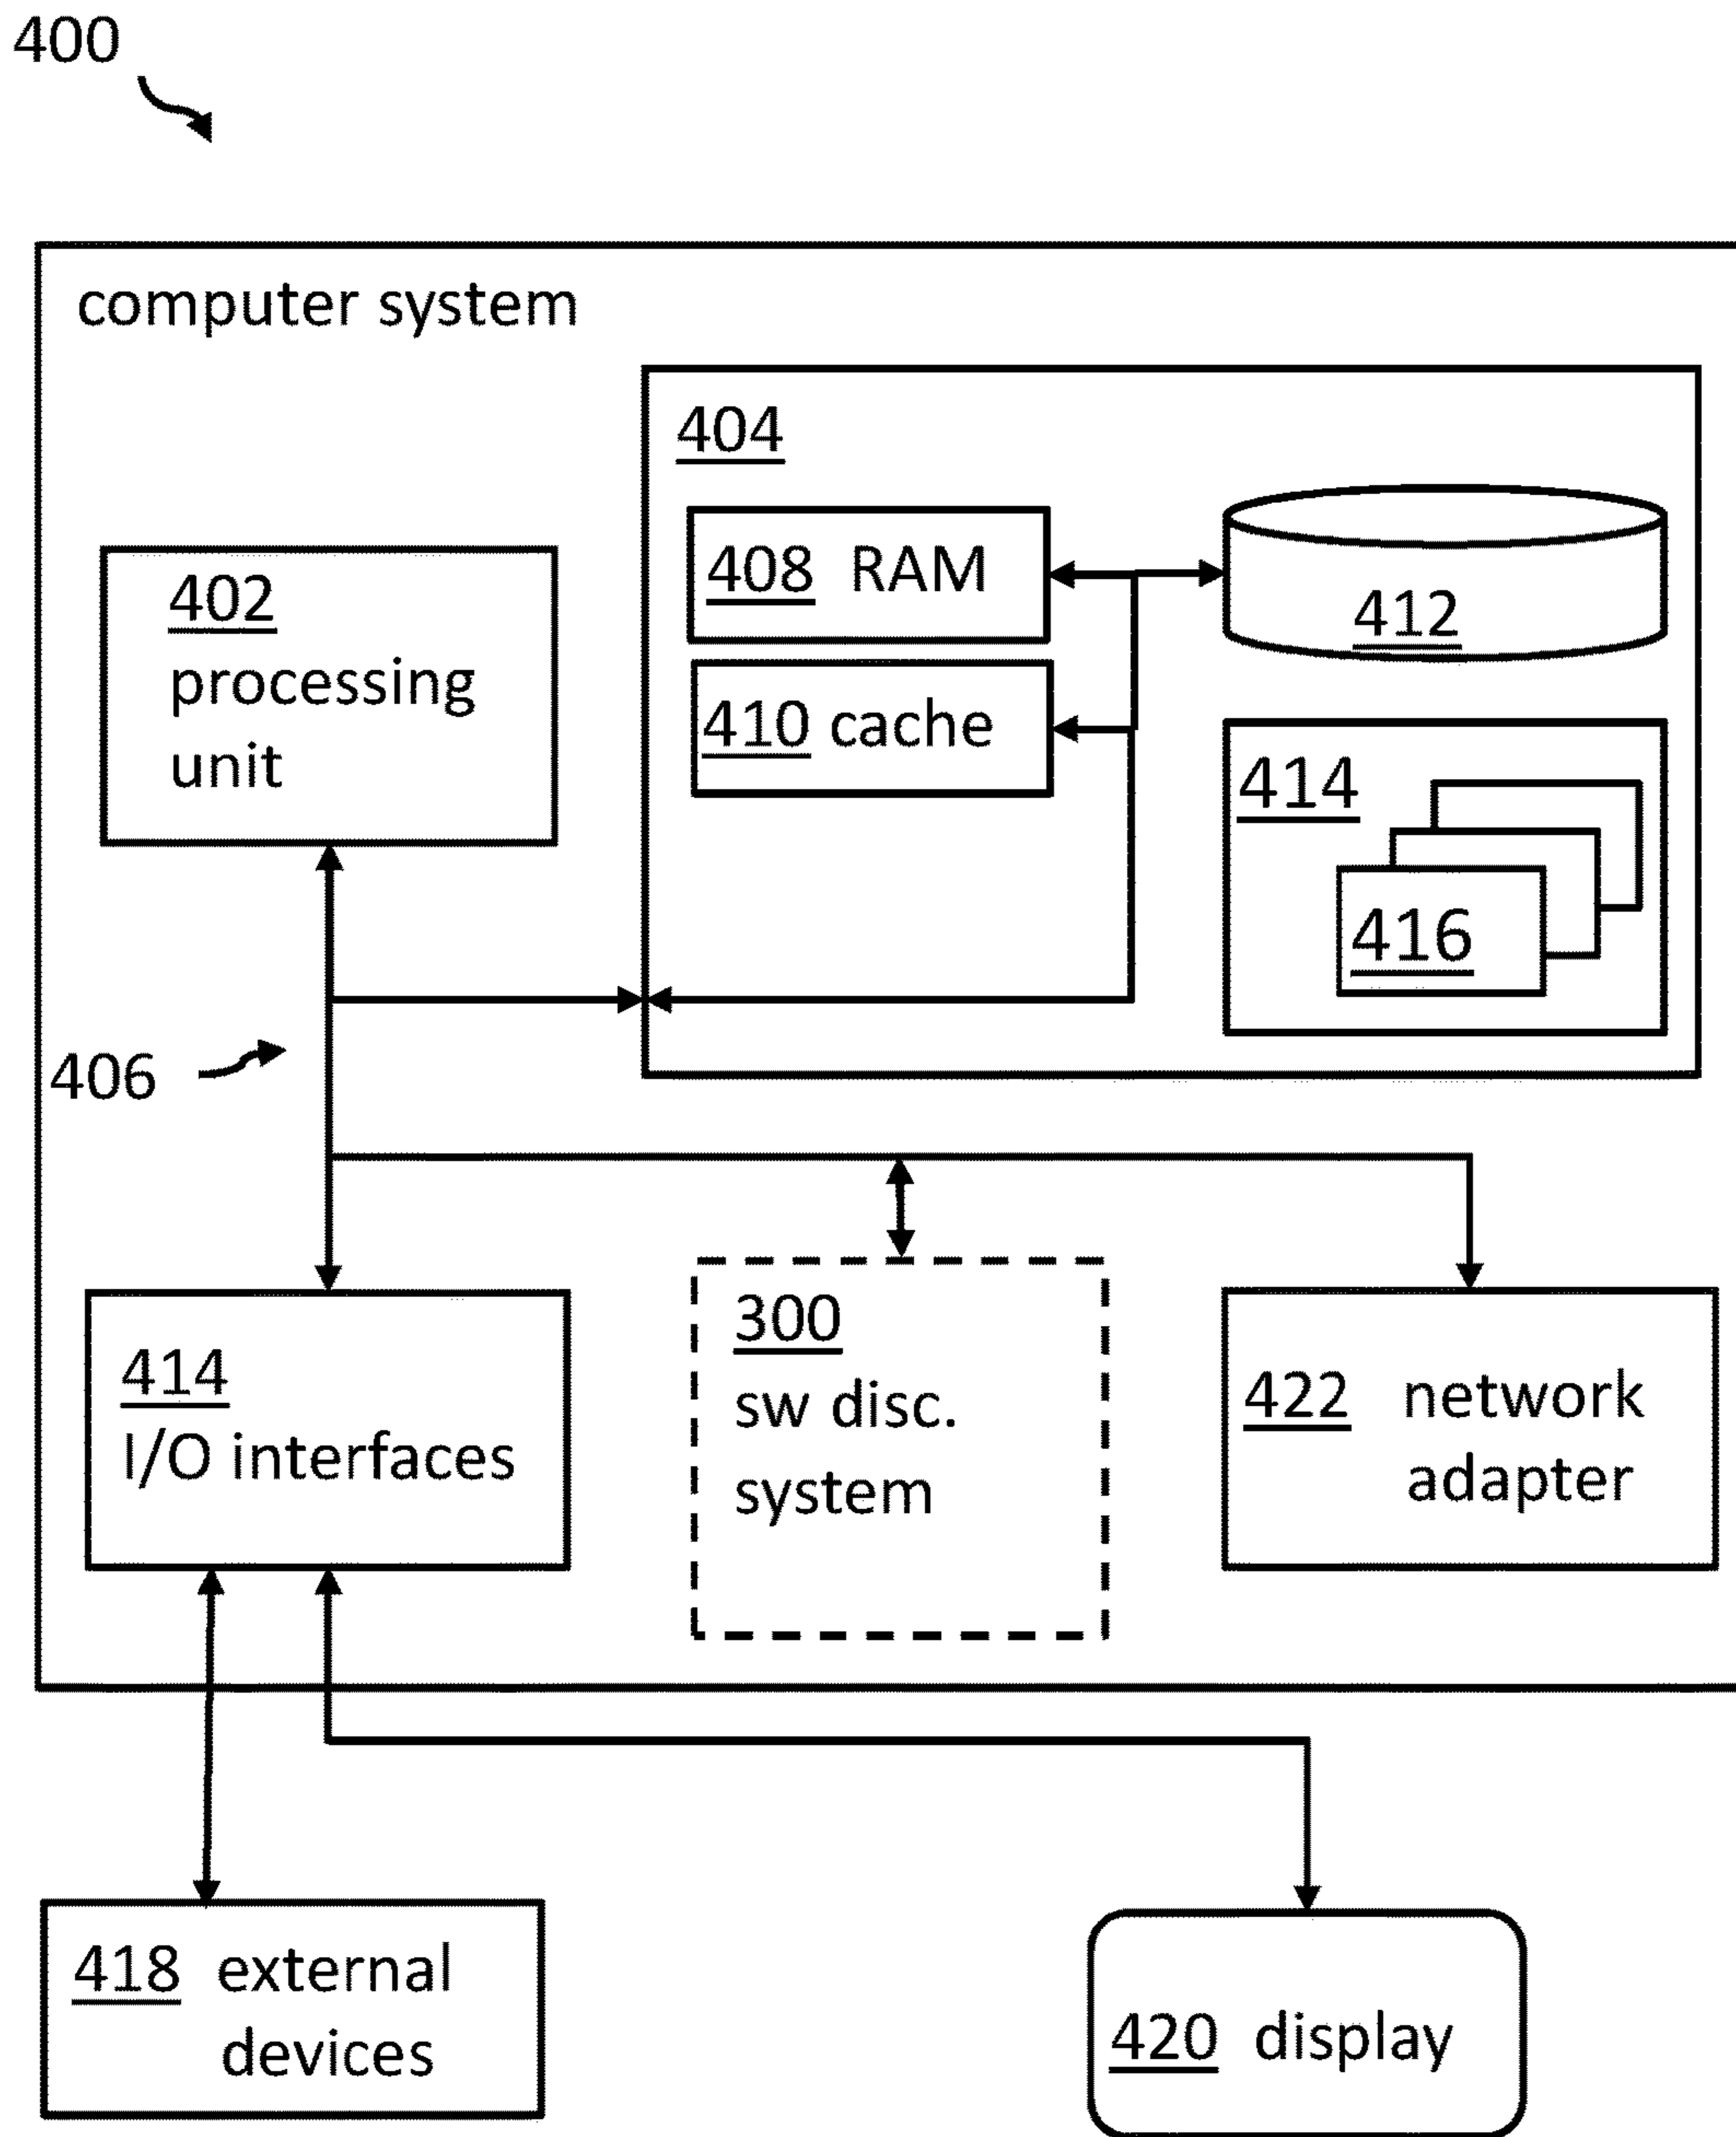 400
computer system
404
408 RAM
412
402
processing
unit
410 cache
414
416
406
300
sw disc.
system
414
I/O interfaces
422 network
adapter
418 external
devices
420 display